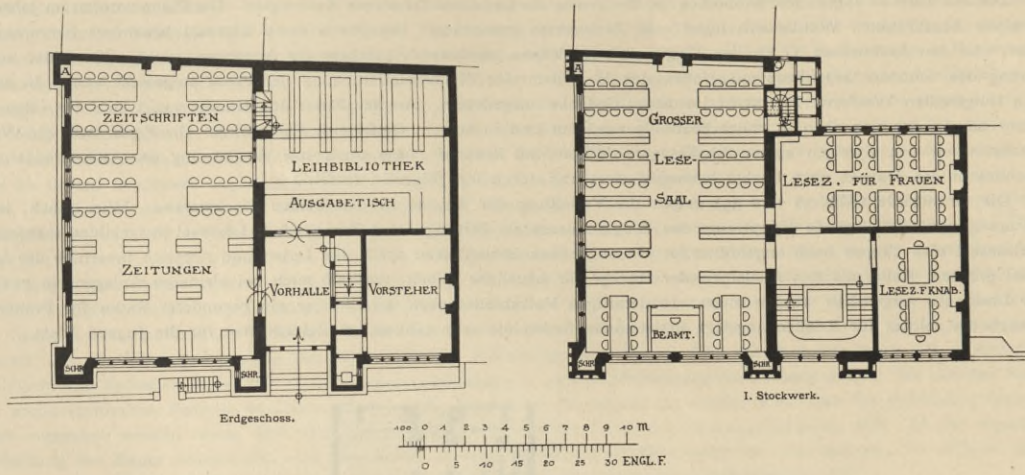 A
ZEITSCHRIFTEN
LEIHBIBLIOTHEK
AUSGABETISCH
ZEITUNGEN
VORHALLE
VORSTEHER
SCHR.
SCHR.
Erdgeschoss.
A
GROSSER
LESE-
SAAL
LESEZ. FÜR FRAUEN
LESEZ. F. KNAB.
BEAMT.
SCHR
SCHR
I. Stockwerk.
100 0 1 2 3 4 5 6 7 8 9 10 m
0 5 10 15 20 25 30 ENGL. F.